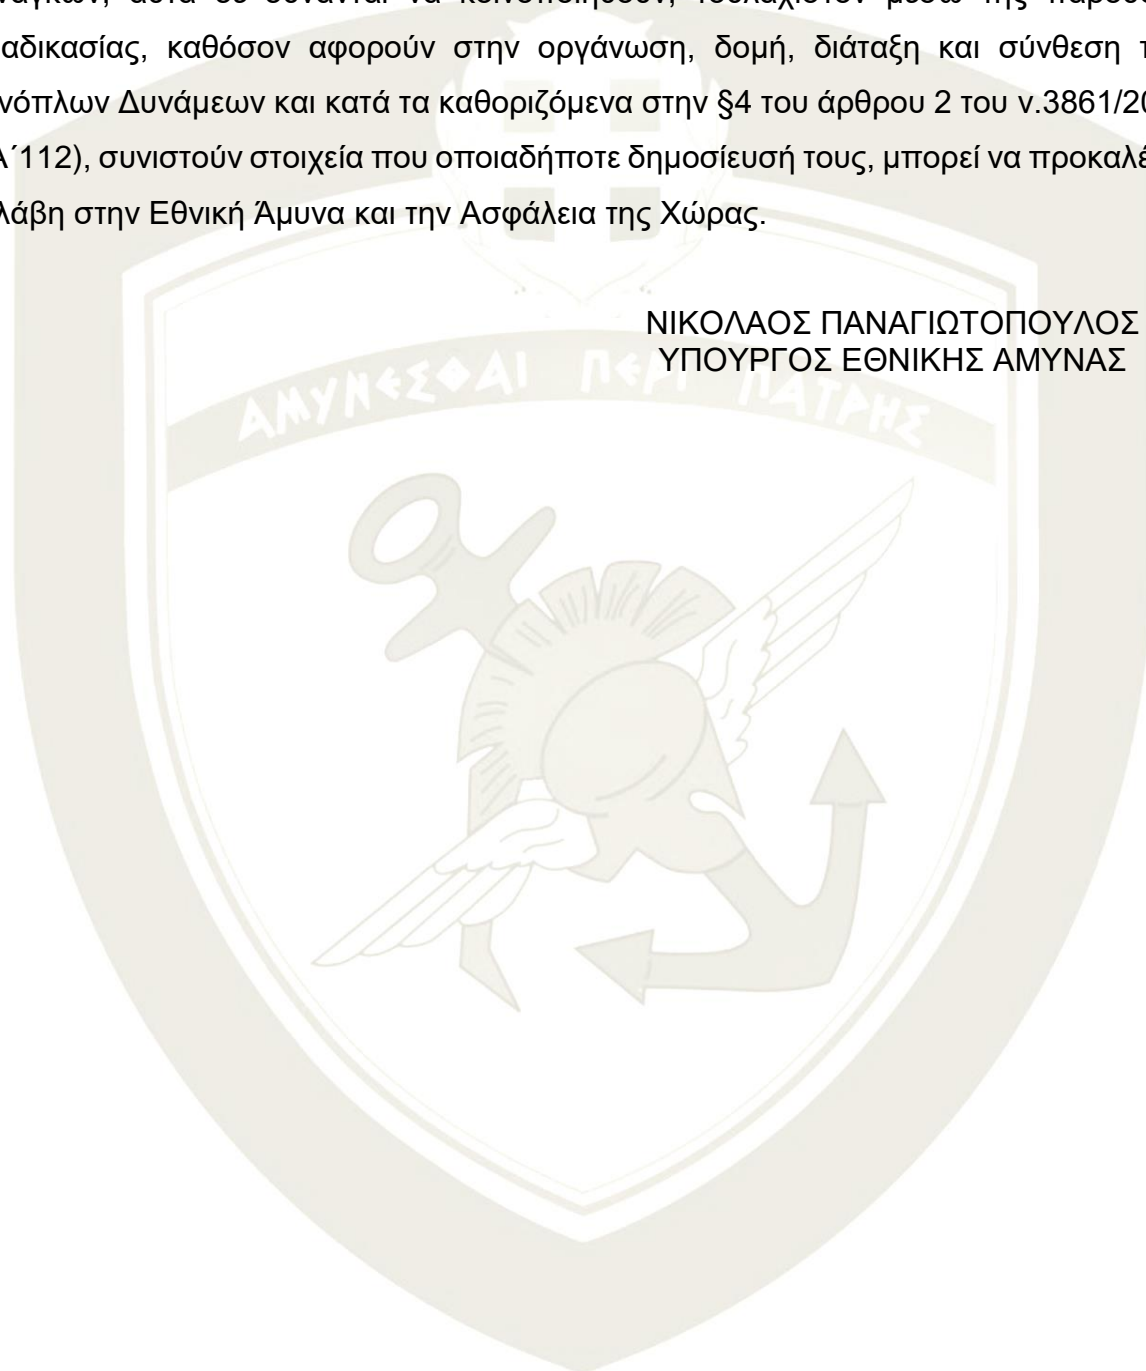 αδικασίας, καθόσον αφορούν στην οργάνωση, δομή, διάταξη και σύνθεση
νόπλων Δυνάμεων και κατά τα καθοριζόμενα στην §4 του άρθρου 2 του ν.3861/20
Α΄112), συνιστούν στοιχεία που οποιαδήποτε δημοσίευσή τους, μπορεί να προκαλέ
λάβη στην Εθνική Άμυνα και την Ασφάλεια της Χώρας.
ΝΙΚΟΛΑΟΣ ΠΑΝΑΓΙΩΤΟΠΟΥΛΟΣ
ΥΠΟΥΡΓΟΣ ΕΘΝΙΚΗΣ ΑΜΥΝΑΣ
ΑΜΥΝΕΣΘΑΙ ΠΕΡΙ ΠΑΤΡΗΣ